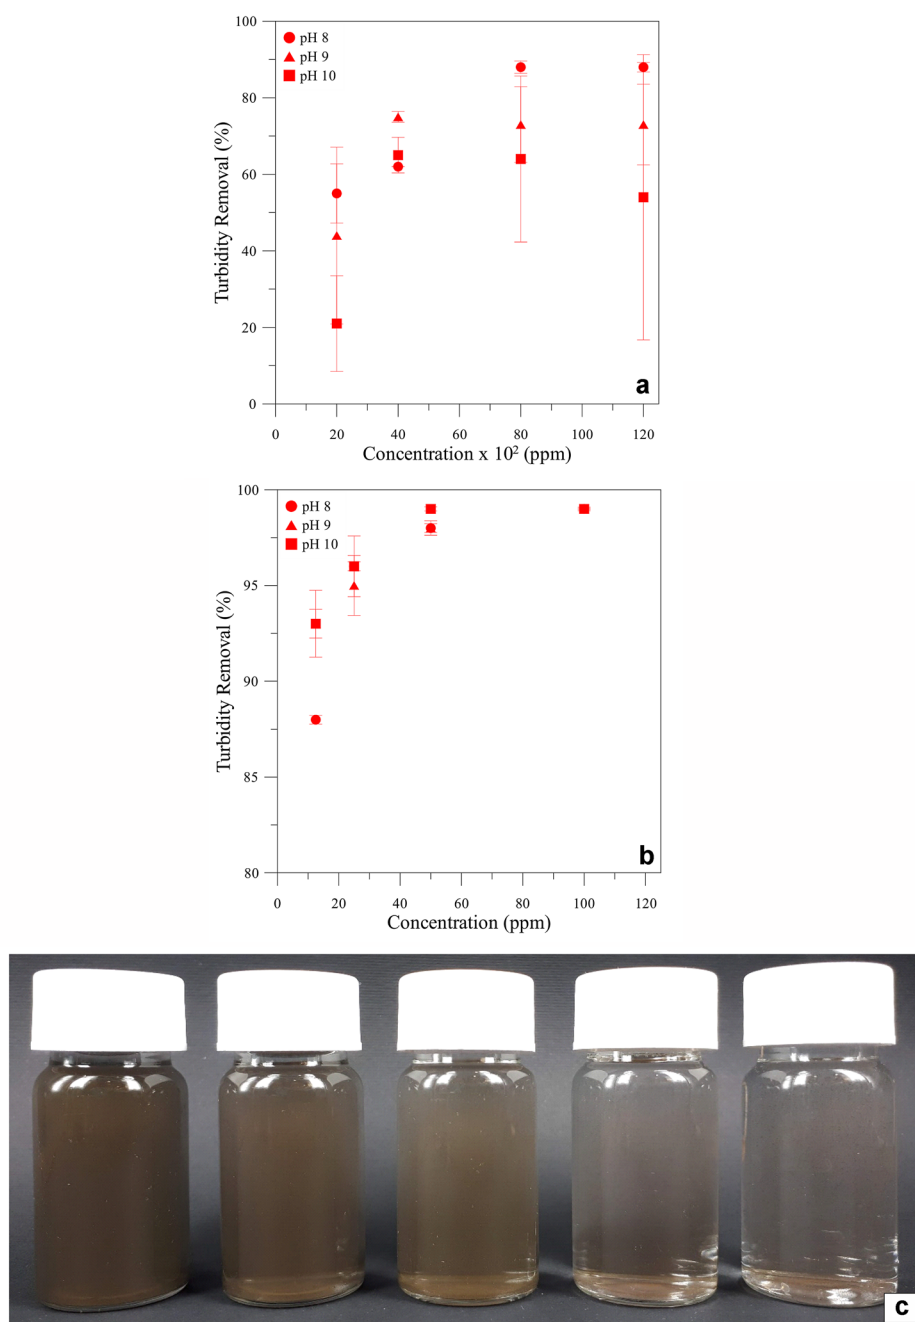 100
80
60
40
20
0
Turbidity Removal (%)
pH 8
pH 9
pH 10
a
0 20 40 60 80 100 120
Concentration x 10² (ppm)
100
95
90
85
80
Turbidity Removal (%)
pH 8
pH 9
pH 10
b
0 20 40 60 80 100 120
Concentration (ppm)
c